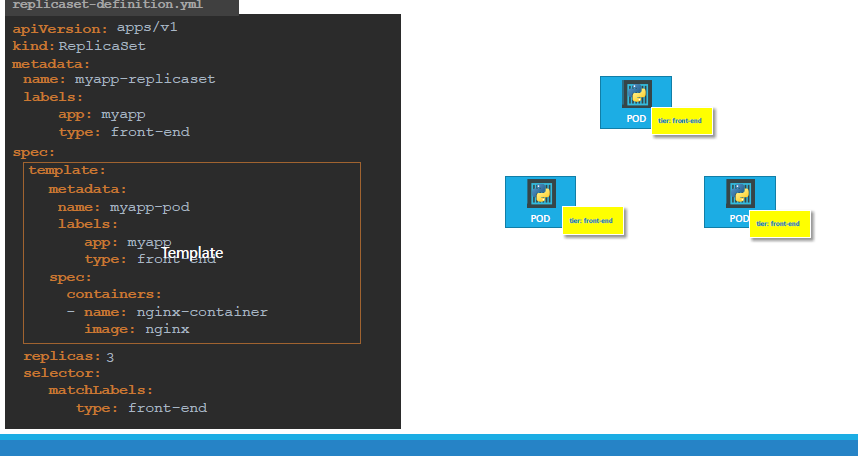 replicaset-definition.yml
apiVersion: apps/v1
kind: ReplicaSet
metadata:
name: myapp-replicaset
labels:
app: myapp
type: front-end
spec:
template:
metadata:
name: myapp-pod
labels:
app: myapp
type: front-end
Template
spec:
containers:
- name: nginx-container
image: nginx
replicas: 3
selector:
matchLabels:
type: front-end
POD
tier: front-end
POD
tier: front-end
POD
tier: front-end